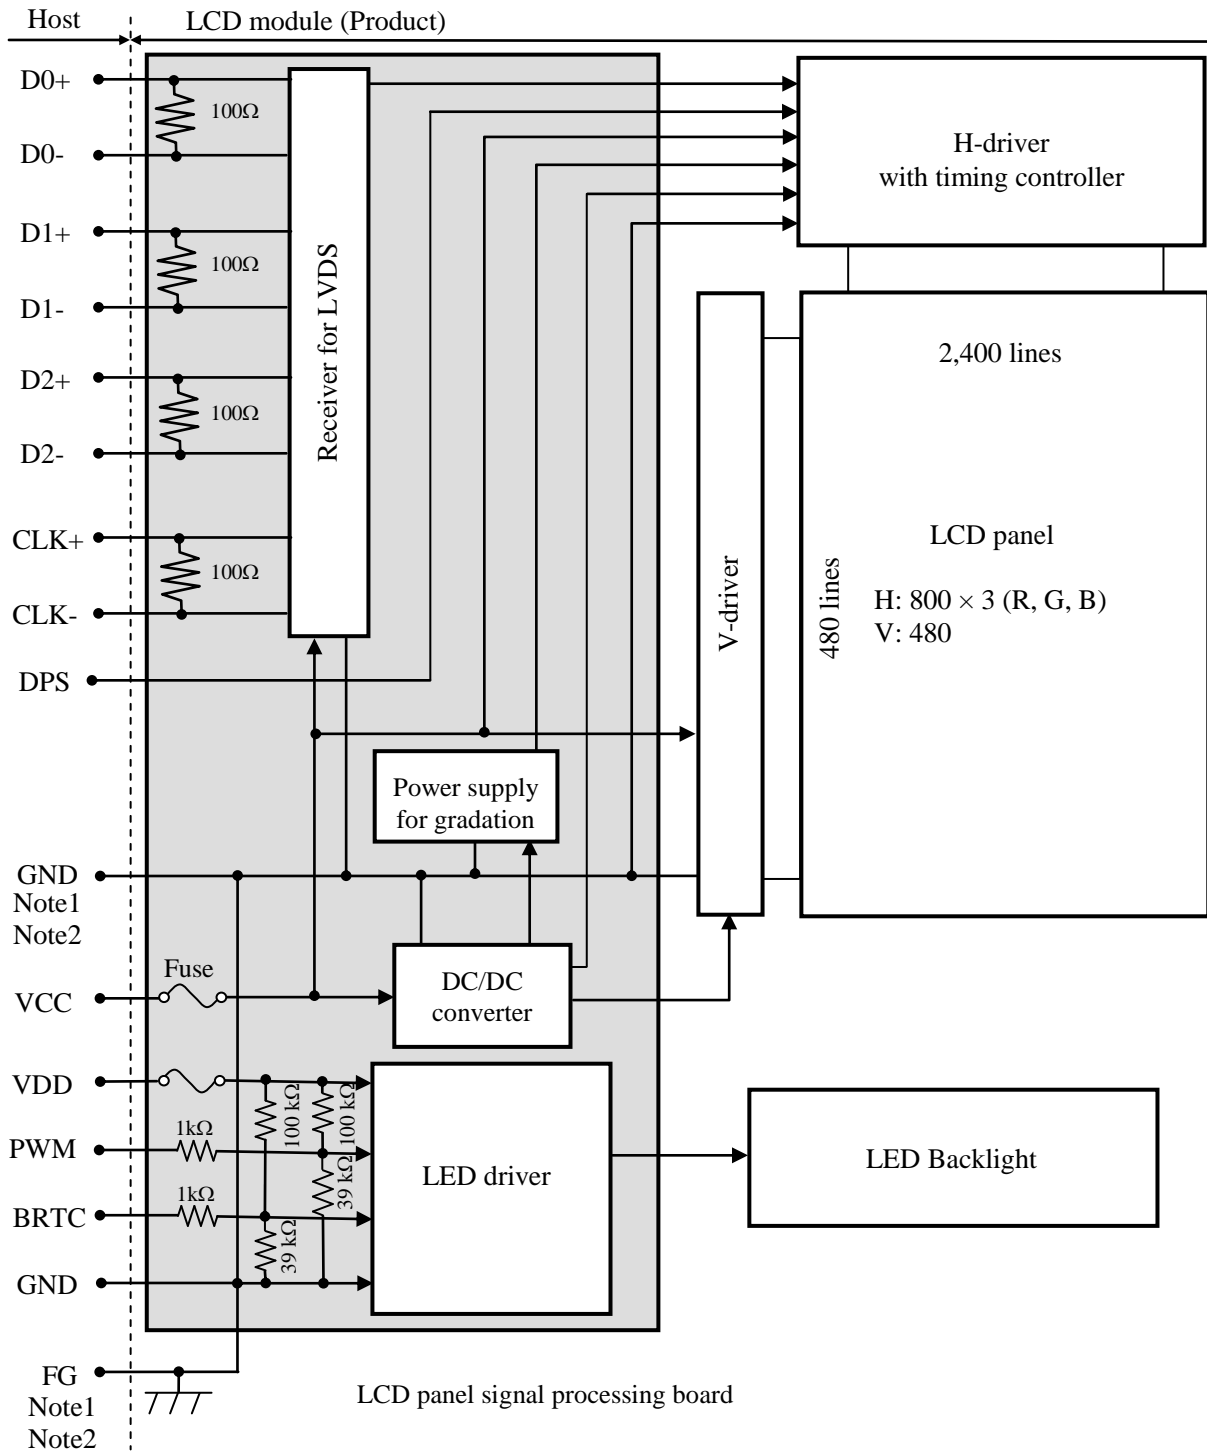 Host
LCD module (Product)
D0+
100Ω
D0-
D1+
100Ω
D1-
D2+
100Ω
D2-
CLK+
100Ω
CLK-
DPS
Receiver for LVDS
H-driver
with timing controller
V-driver
2,400 lines
480 lines
LCD panel
H: 800 × 3 (R, G, B)
V: 480
Power supply
for gradation
GND
Note1
Note2
Fuse
VCC
DC/DC
converter
VDD
100 kΩ
100 kΩ
PWM
1kΩ
39 kΩ
BRTC
1kΩ
39 kΩ
GND
LED driver
LED Backlight
FG
Note1
Note2
LCD panel signal processing board